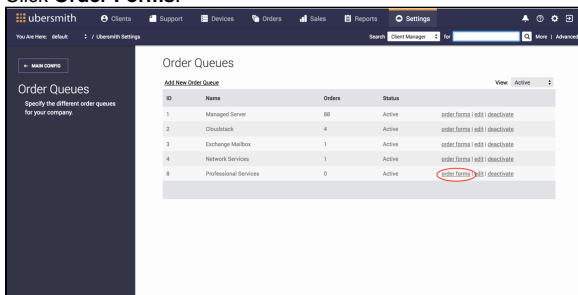 Click Order Forms.
ubersmith Clients Support Devices Orders Sales Reports Settings
You Are Here: default / Ubersmith Settings Search Client Manager for More | Advanced
← MAIN CONFIG
Order Queues
Specify the different order queues
for your company.
Order Queues
Add New Order Queue View: Active
ID Name Orders Status
1 Managed Server 88 Active order forms | edit | deactivate
2 Cloudstack 4 Active order forms | edit | deactivate
3 Exchange Mailbox 1 Active order forms | edit | deactivate
4 Network Services 1 Active order forms | edit | deactivate
8 Professional Services 0 Active order forms | edit | deactivate